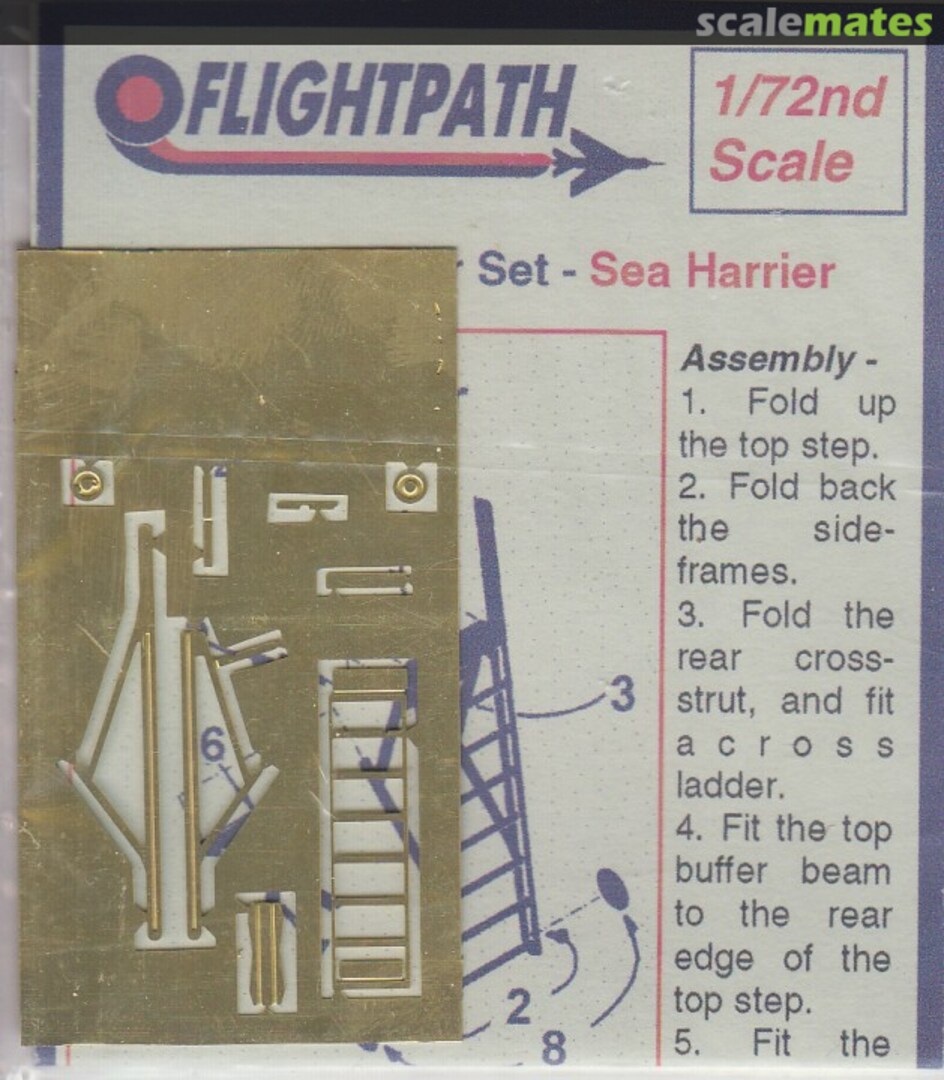 scalemates
FLIGHTPATH
1/72nd
Scale
Set - Sea Harrier
Assembly -
1. Fold up
the top step.
2. Fold back
the side-
frames.
3. Fold the
rear cross-
strut, and fit
a c r o s s
ladder.
4. Fit the top
buffer beam
to the rear
edge of the
top step.
5. Fit the
3
6
2
8